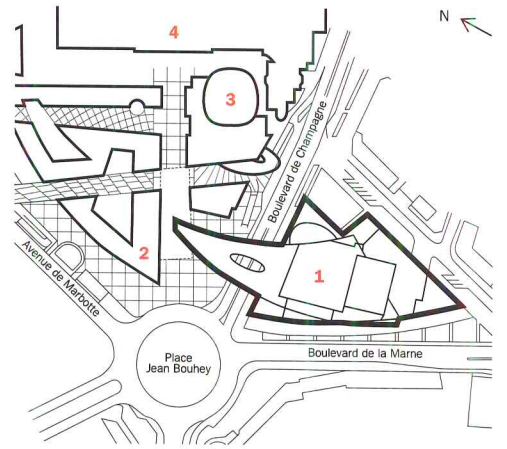 N
4
3
Boulevard de Champagne
2
1
Avenue de Marbotte
Place
Jean Bouhey
Boulevard de la Marne